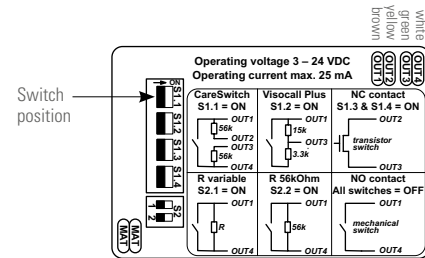 brown
yellow
green
white
OUT1
OUT2
OUT3
OUT4
Operating voltage 3 – 24 VDC
Operating current max. 25 mA
Switch
position
ON
S1.1
S1.2
S1.3
S1.4
1
2
S2
MAT
MAT
CareSwitch
S1.1 = ON
OUT1
56k
OUT2
OUT3
56k
OUT4
Visocall Plus
S1.2 = ON
OUT1
15k
OUT3
3.3k
OUT4
NC contact
S1.3 & S1.4 = ON
OUT2
transistor
switch
OUT3
R variable
S2.1 = ON
OUT1
R
OUT4
R 56kOhm
S2.2 = ON
OUT1
56k
OUT4
NO contact
All switches = OFF
OUT1
mechanical
switch
OUT4